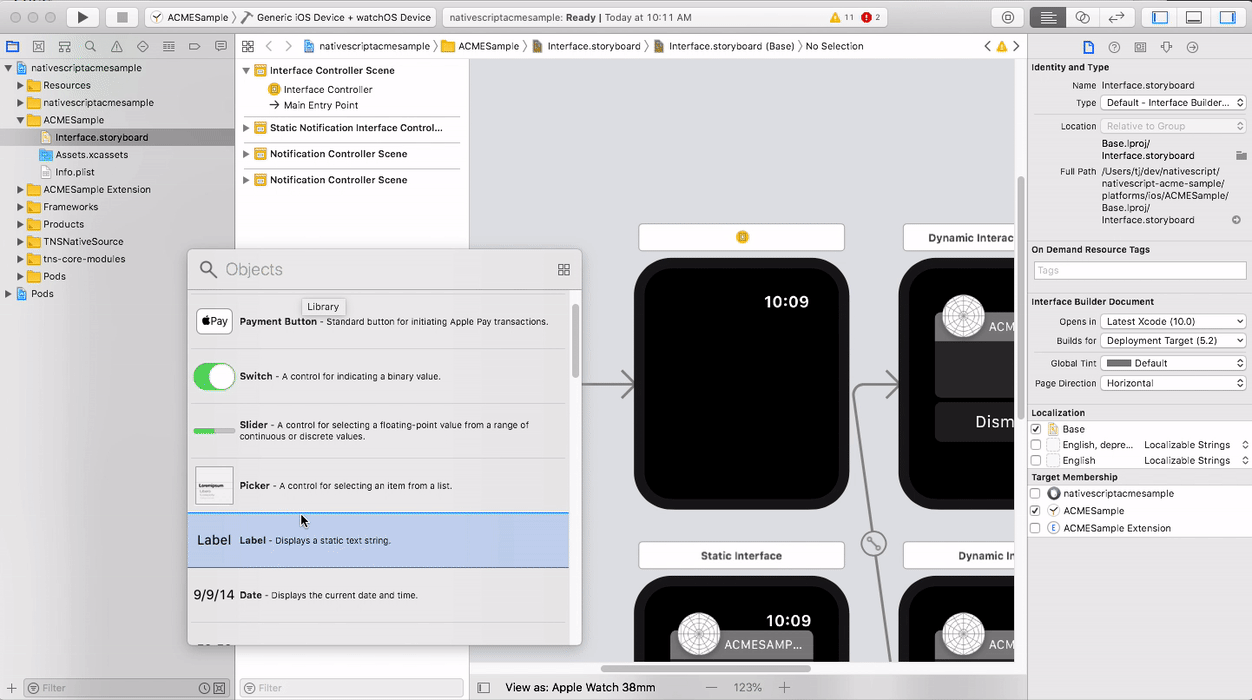 ACMESample
Generic iOS Device + watchOS Device
nativescriptacmesample: Ready | Today at 10:11 AM
11
2
nativescriptacmesample
ACMESample
Interface.storyboard
Interface.storyboard (Base)
No Selection
nativescriptacmesample
Resources
nativescriptacmesample
ACMESample
Interface.storyboard
Assets.xcassets
Info.plist
ACMESample Extension
Frameworks
Products
TNSNativeSource
tns-core-modules
Pods
Pods
Filter
Interface Controller Scene
Interface Controller
Main Entry Point
Static Notification Interface Control...
Notification Controller Scene
Notification Controller Scene
Filter
Objects
Library
Pay
Payment Button - Standard button for initiating Apple Pay transactions.
Switch - A control for indicating a binary value.
Slider - A control for selecting a floating-point value from a range of
continuous or discrete values.
Picker - A control for selecting an item from a list.
Label
Label - Displays a static text string.
9/9/14
Date - Displays the current date and time.
10:09
Dynamic Interac
ACM
Dism
Static Interface
10:09
ACMESAMP...
Dynamic In
ACM
View as: Apple Watch 38mm
123%
Identity and Type
Name Interface.storyboard
Type Default - Interface Builder...
Location Relative to Group
Base.lproj/
Interface.storyboard
Full Path /Users/tj/dev/nativescript/
nativescript-acme-sample/
platforms/ios/ACMESample/
Base.lproj/
Interface.storyboard
On Demand Resource Tags
Tags
Interface Builder Document
Opens in Latest Xcode (10.0)
Builds for Deployment Target (5.2)
Global Tint Default
Page Direction Horizontal
Localization
Base
English, depre... Localizable Strings
English Localizable Strings
Target Membership
nativescriptacmesample
ACMESample
E ACMESample Extension